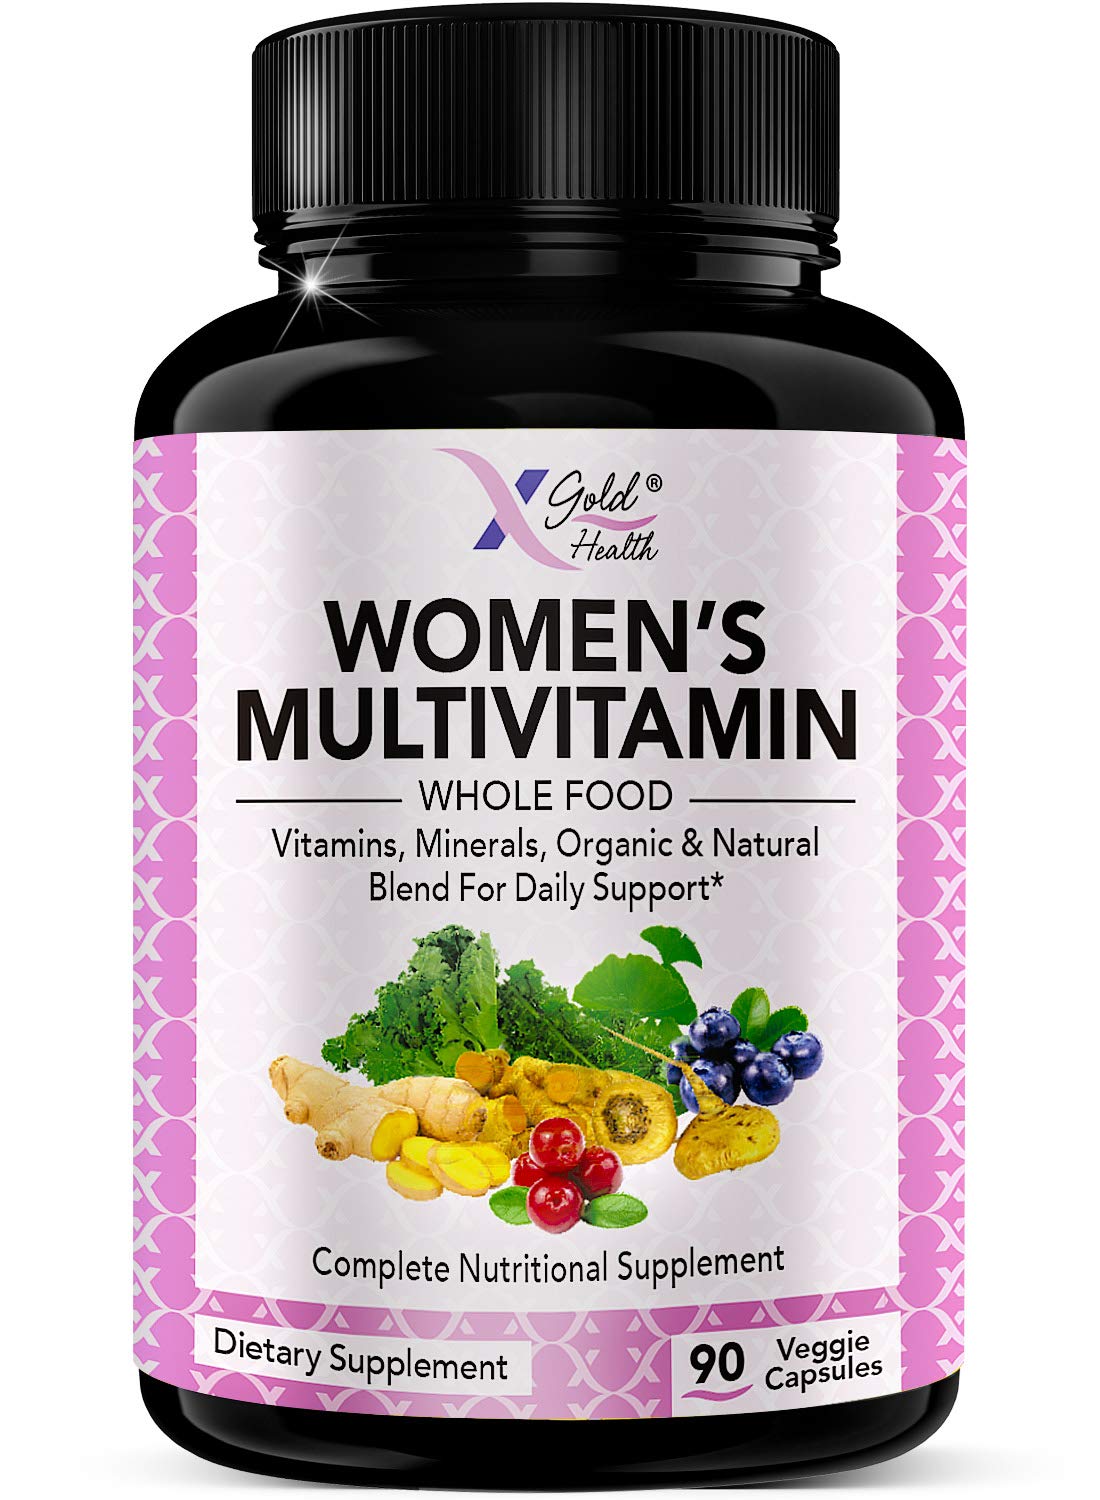 X Gold®
Health
WOMEN'S
MULTIVITAMIN
WHOLE FOOD
Vitamins, Minerals, Organic & Natural
Blend For Daily Support*
Complete Nutritional Supplement
Dietary Supplement
90 Veggie
Capsules